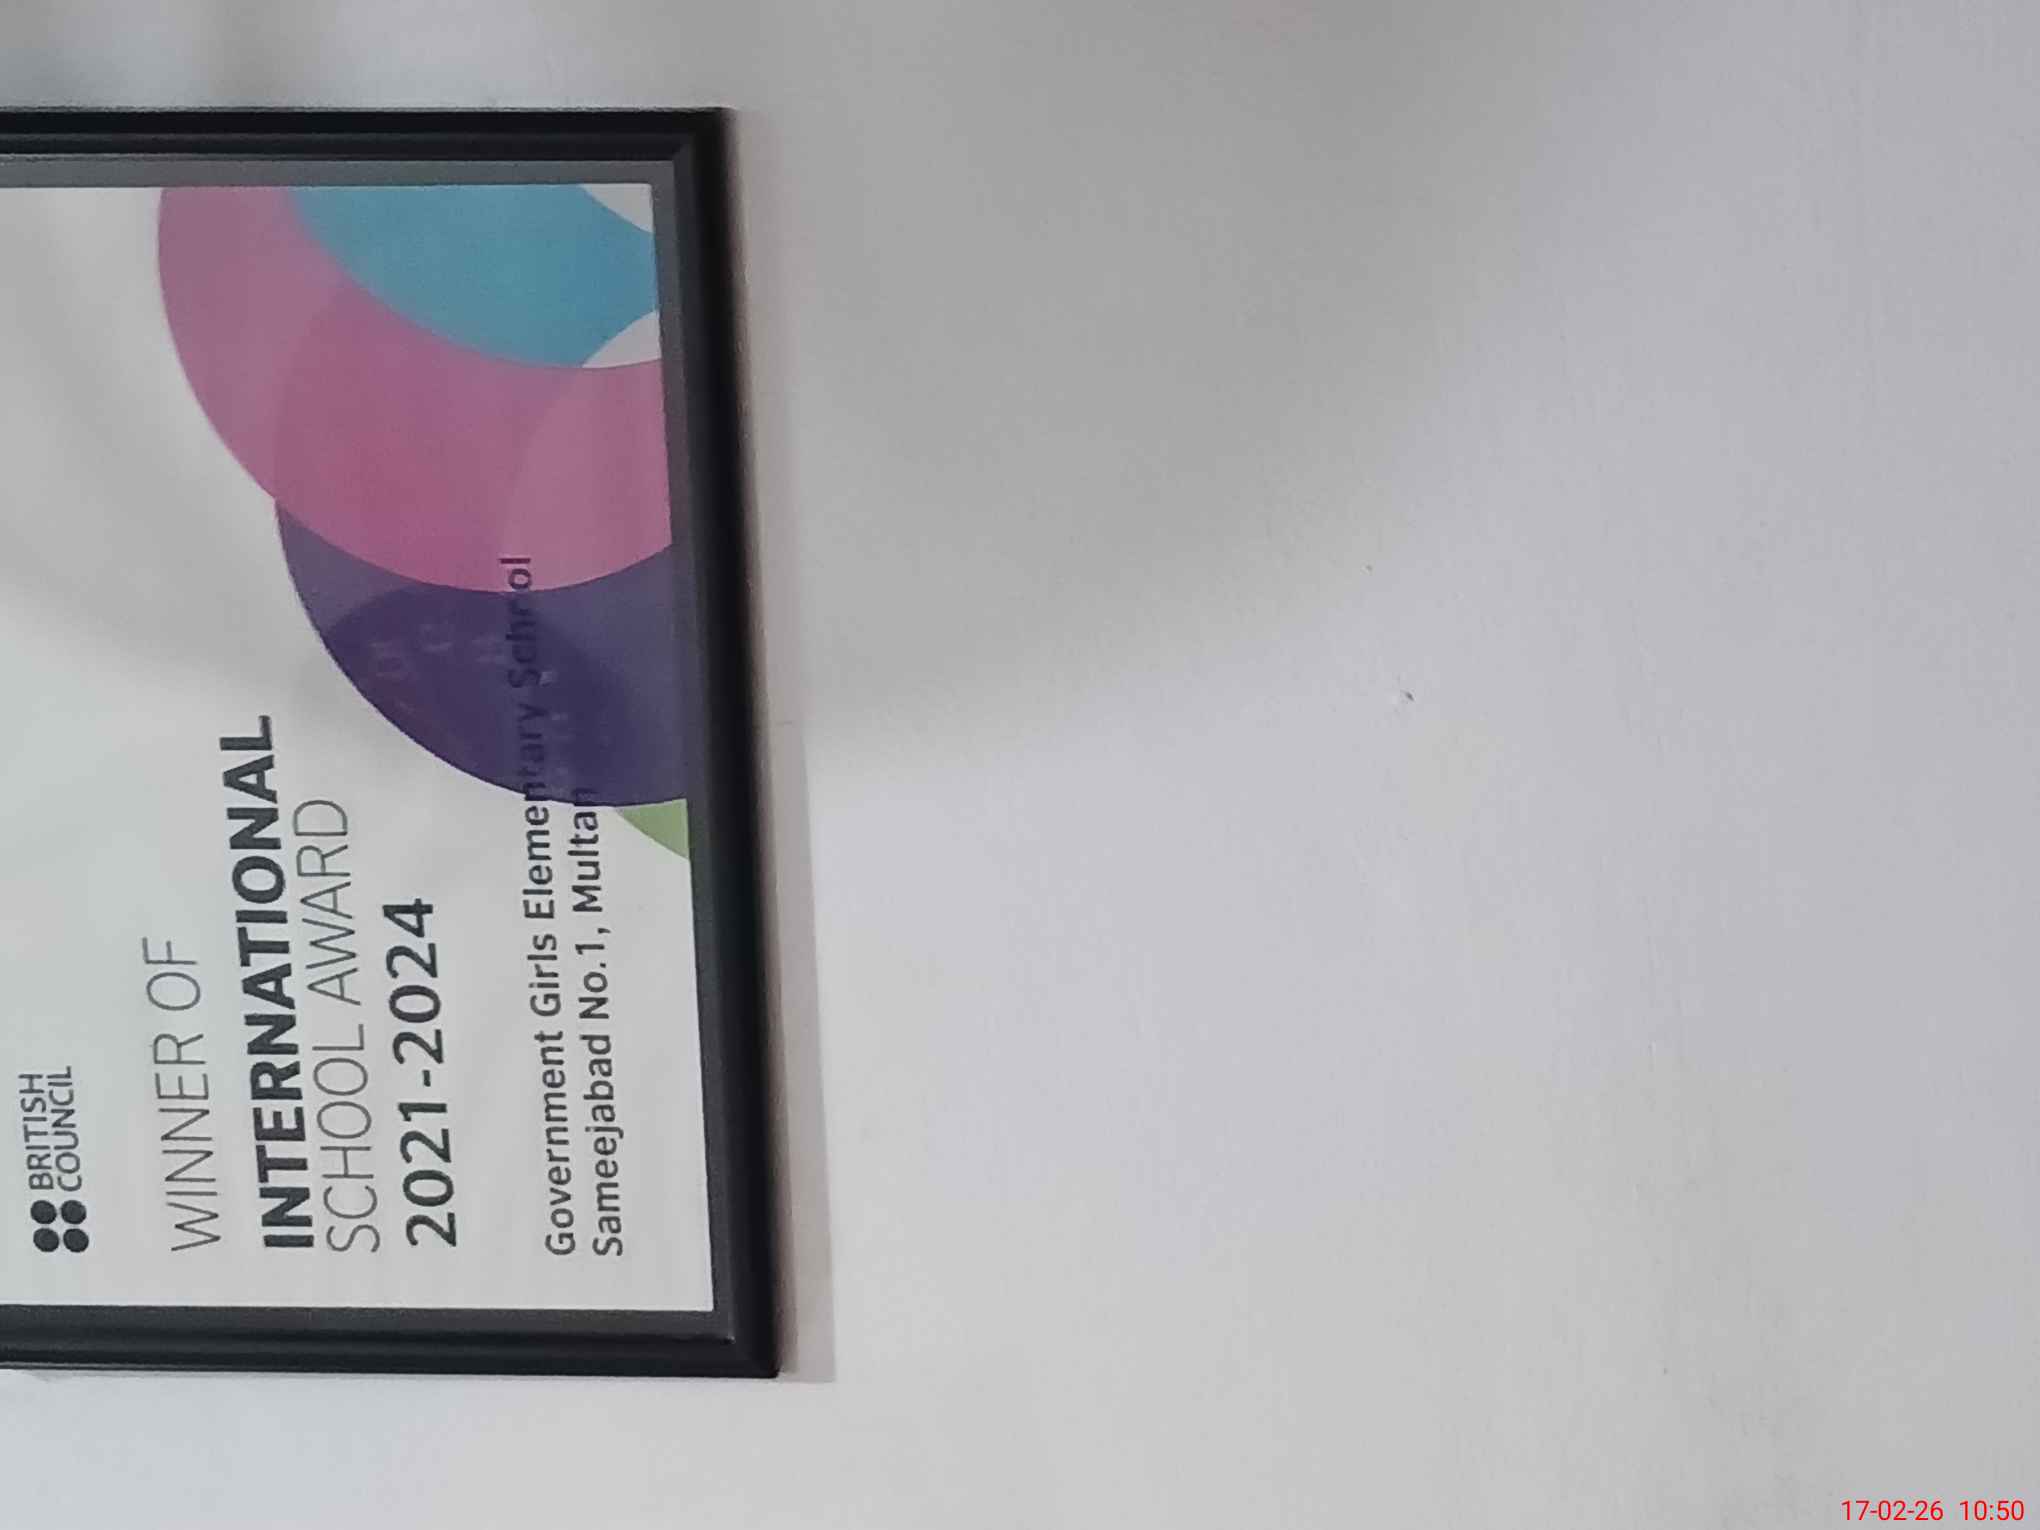 BRITISH
COUNCIL
WINNER OF
INTERNATIONAL
SCHOOL AWARD
2021-2024
Government Girls Elementary School
Sameejabad No.1, Multan
17-02-26 10:50